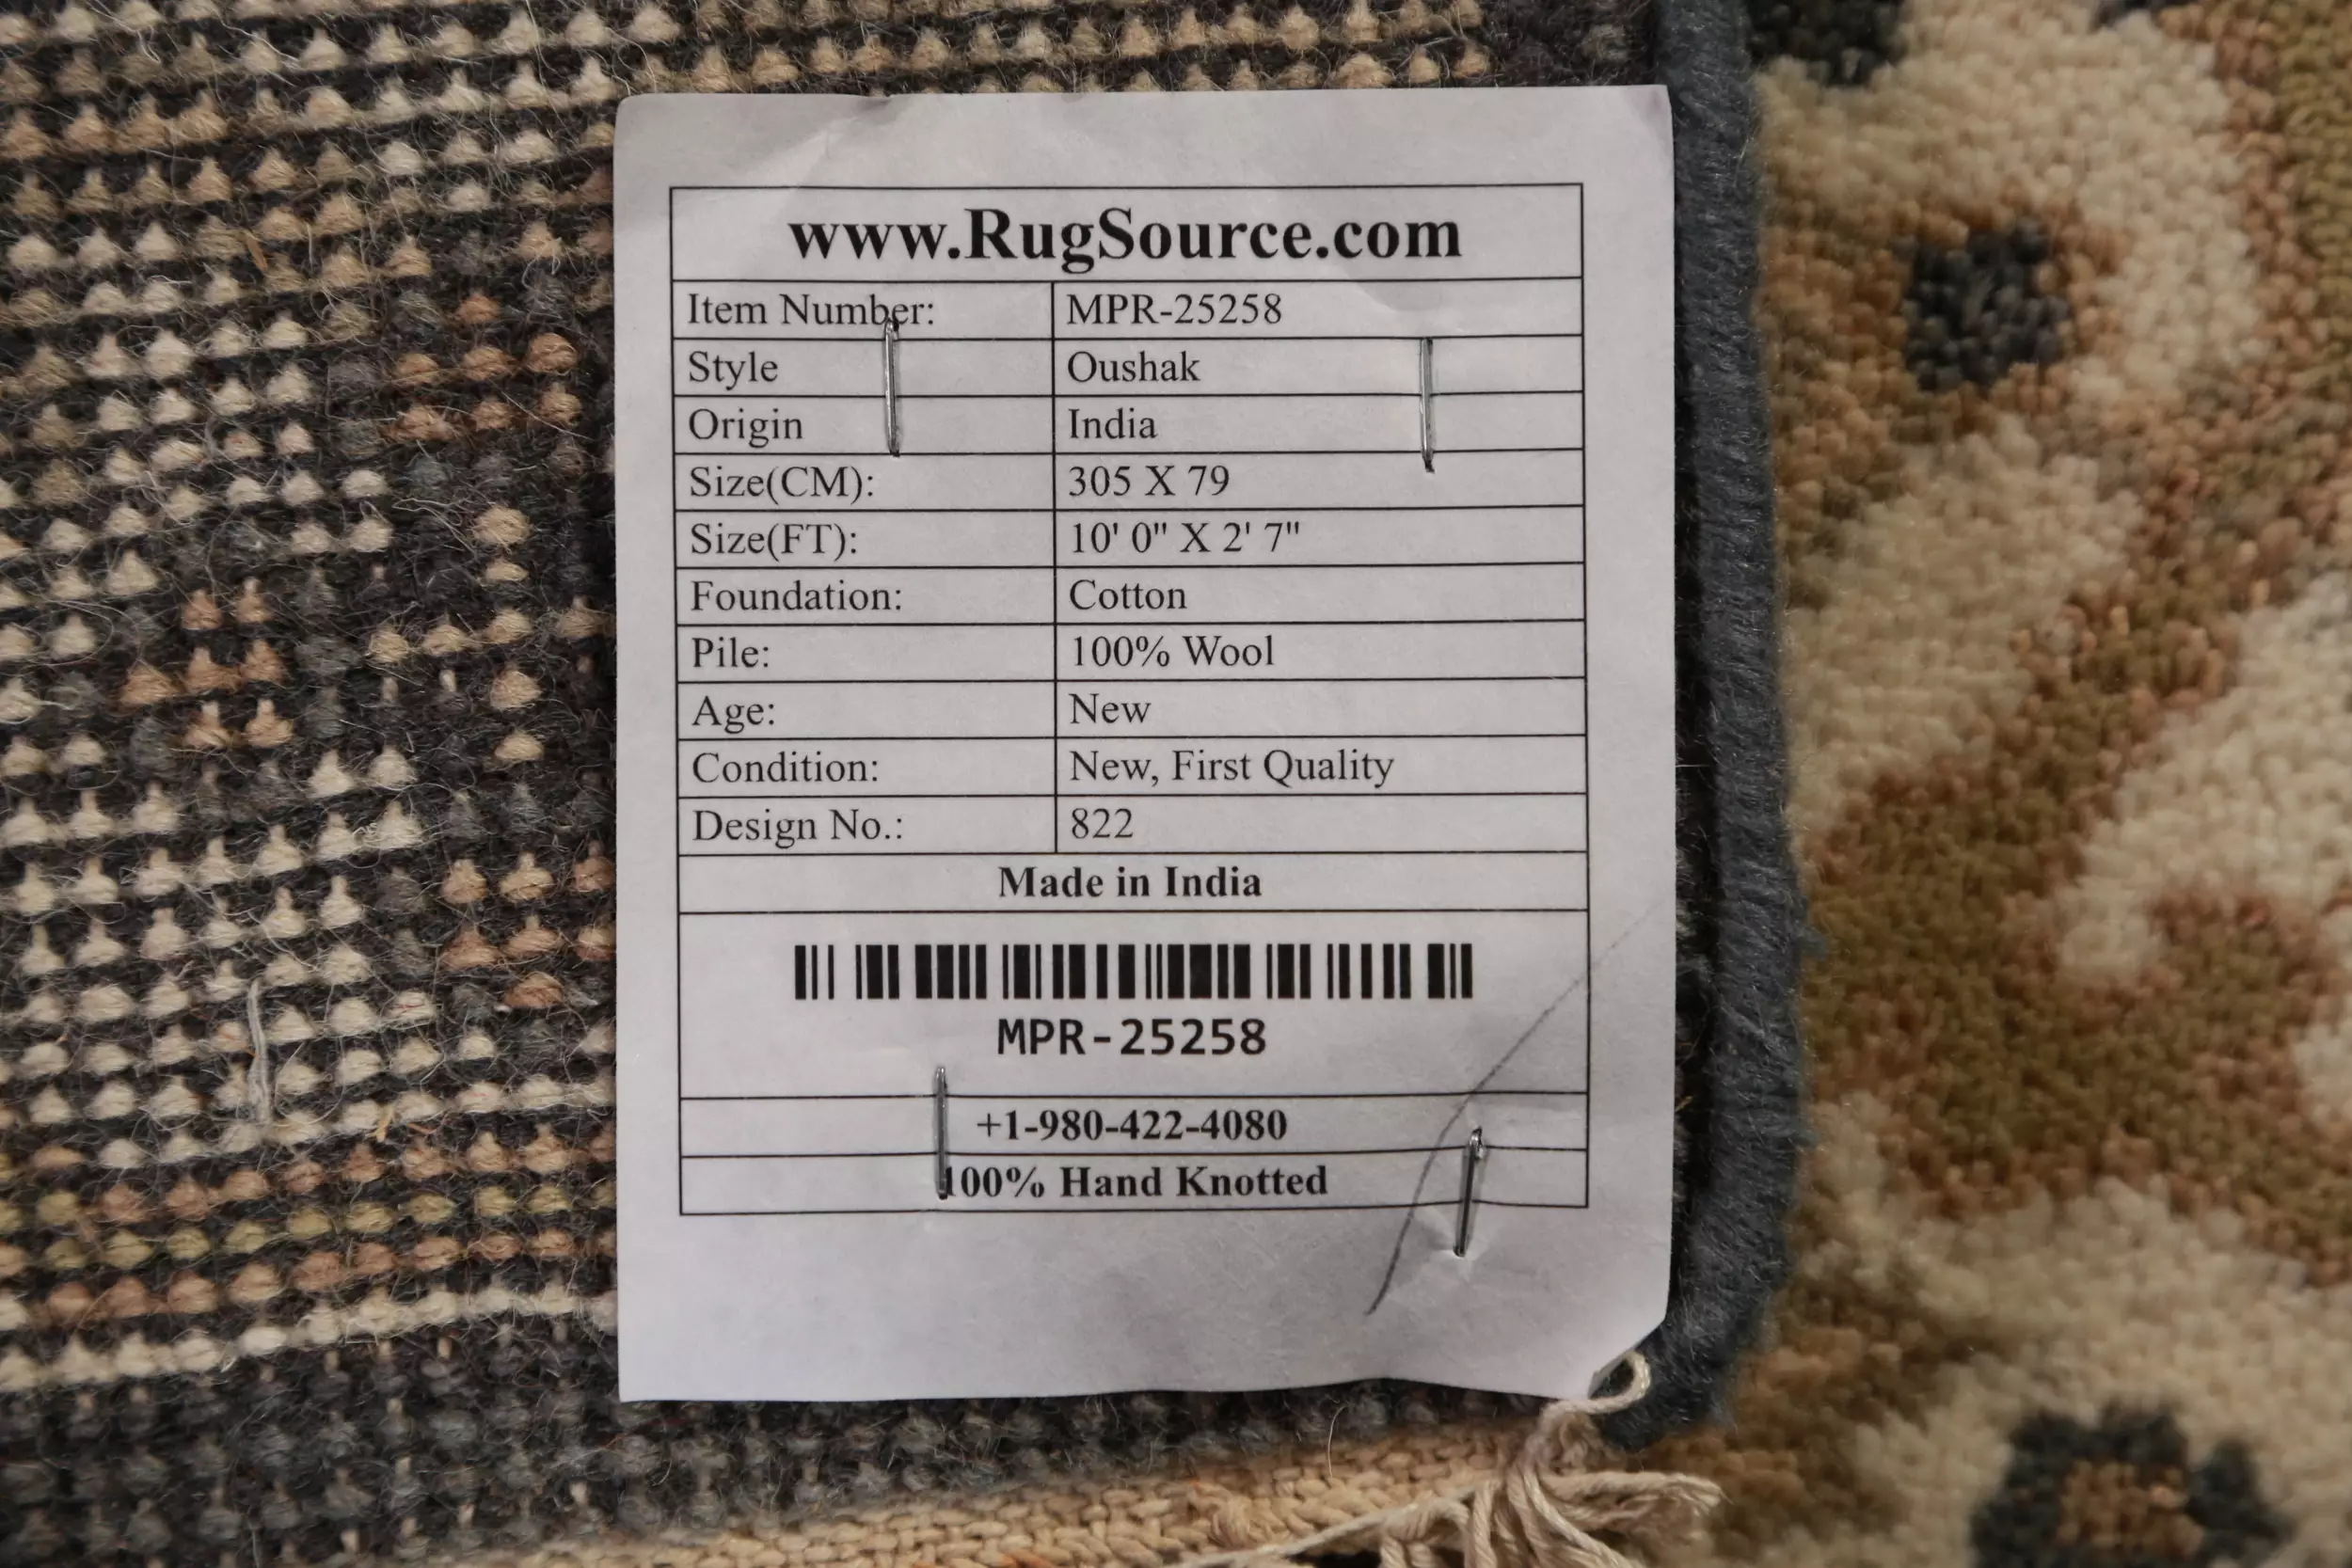 www.RugSource.com
Item Number: MPR-25258
Style Oushak
Origin India
Size(CM): 305 X 79
Size(FT): 10' 0" X 2' 7"
Foundation: Cotton
Pile: 100% Wool
Age: New
Condition: New, First Quality
Design No.: 822
Made in India
MPR-25258
+1-980-422-4080
100% Hand Knotted